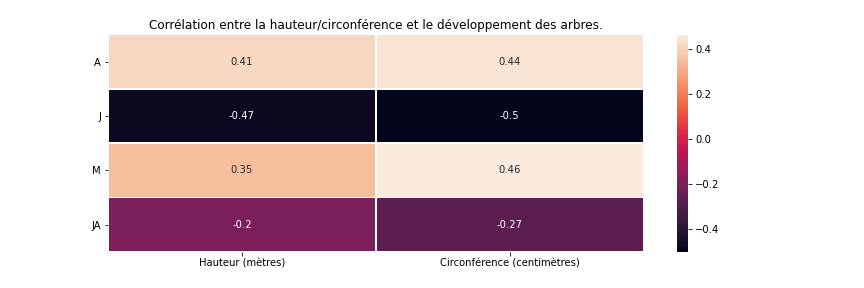 Corrélation entre la hauteur/circonférence et le développement des arbres.
A 0.41 0.44
J -0.47 -0.5
M 0.35 0.46
JA -0.2 -0.27
Hauteur (mètres) Circonférence (centimètres)
0.4
0.2
0.0
−0.2
−0.4